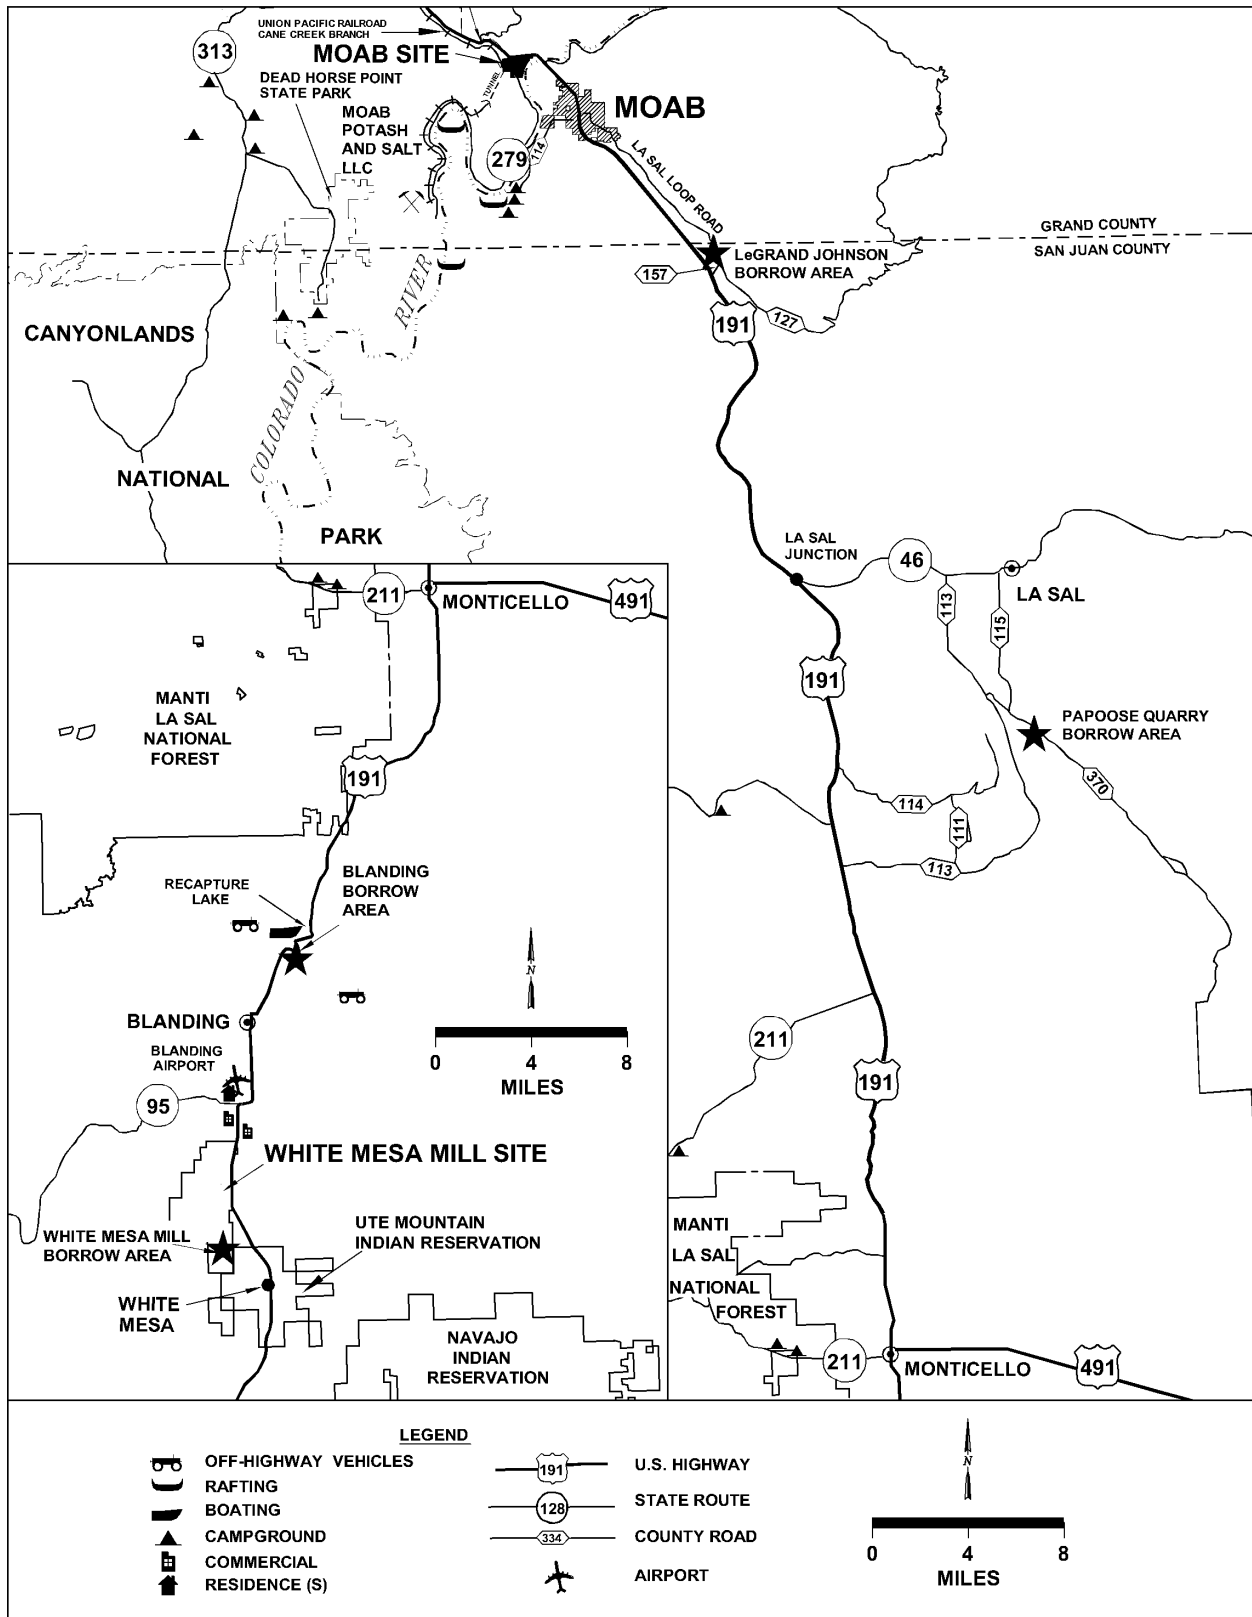 UNION PACIFIC RAILROAD
CANE CREEK BRANCH
313
MOAB SITE
DEAD HORSE POINT
STATE PARK
TUNNEL
MOAB
POTASH
AND SALT
LLC
MOAB
279
114
LA SAL LOOP ROAD
GRAND COUNTY
SAN JUAN COUNTY
LeGRAND JOHNSON
BORROW AREA
157
191
127
CANYONLANDS
NATIONAL
PARK
COLORADO
RIVER
LA SAL
JUNCTION
46
113
115
LA SAL
191
PAPOOSE QUARRY
BORROW AREA
370
114
111
113
211
191
MANTI
LA SAL
NATIONAL
FOREST
211
MONTICELLO
491
211
MONTICELLO
491
MANTI
LA SAL
NATIONAL
FOREST
191
RECAPTURE
LAKE
BLANDING
BORROW
AREA
N
0 4 8
MILES
BLANDING
BLANDING
AIRPORT
95
WHITE MESA MILL SITE
WHITE MESA MILL
BORROW AREA
UTE MOUNTAIN
INDIAN RESERVATION
WHITE
MESA
NAVAJO
INDIAN
RESERVATION
LEGEND
OFF-HIGHWAY VEHICLES
RAFTING
BOATING
CAMPGROUND
COMMERCIAL
RESIDENCE (S)
191 U.S. HIGHWAY
128 STATE ROUTE
334 COUNTY ROAD
AIRPORT
N
0 4 8
MILES